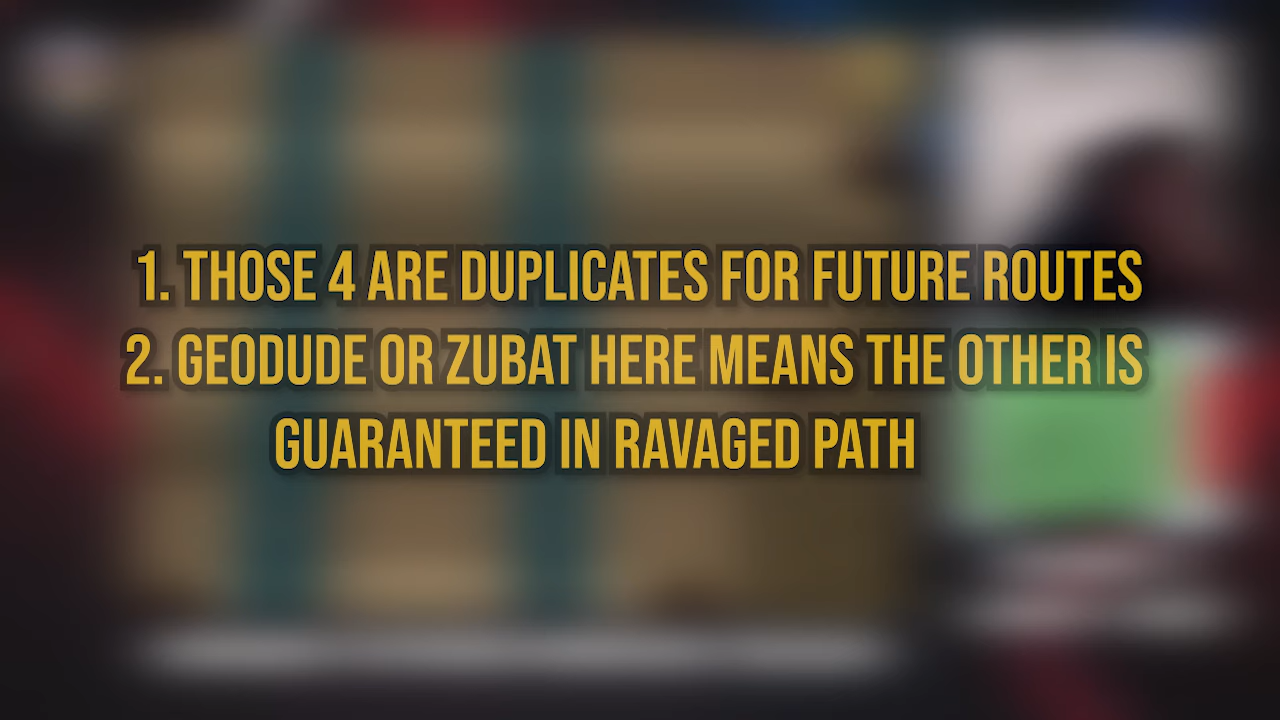 1. THOSE 4 ARE DUPLICATES FOR FUTURE ROUTES
2. GEODUDE OR ZUBAT HERE MEANS THE OTHER IS
GUARANTEED IN RAVAGED PATH